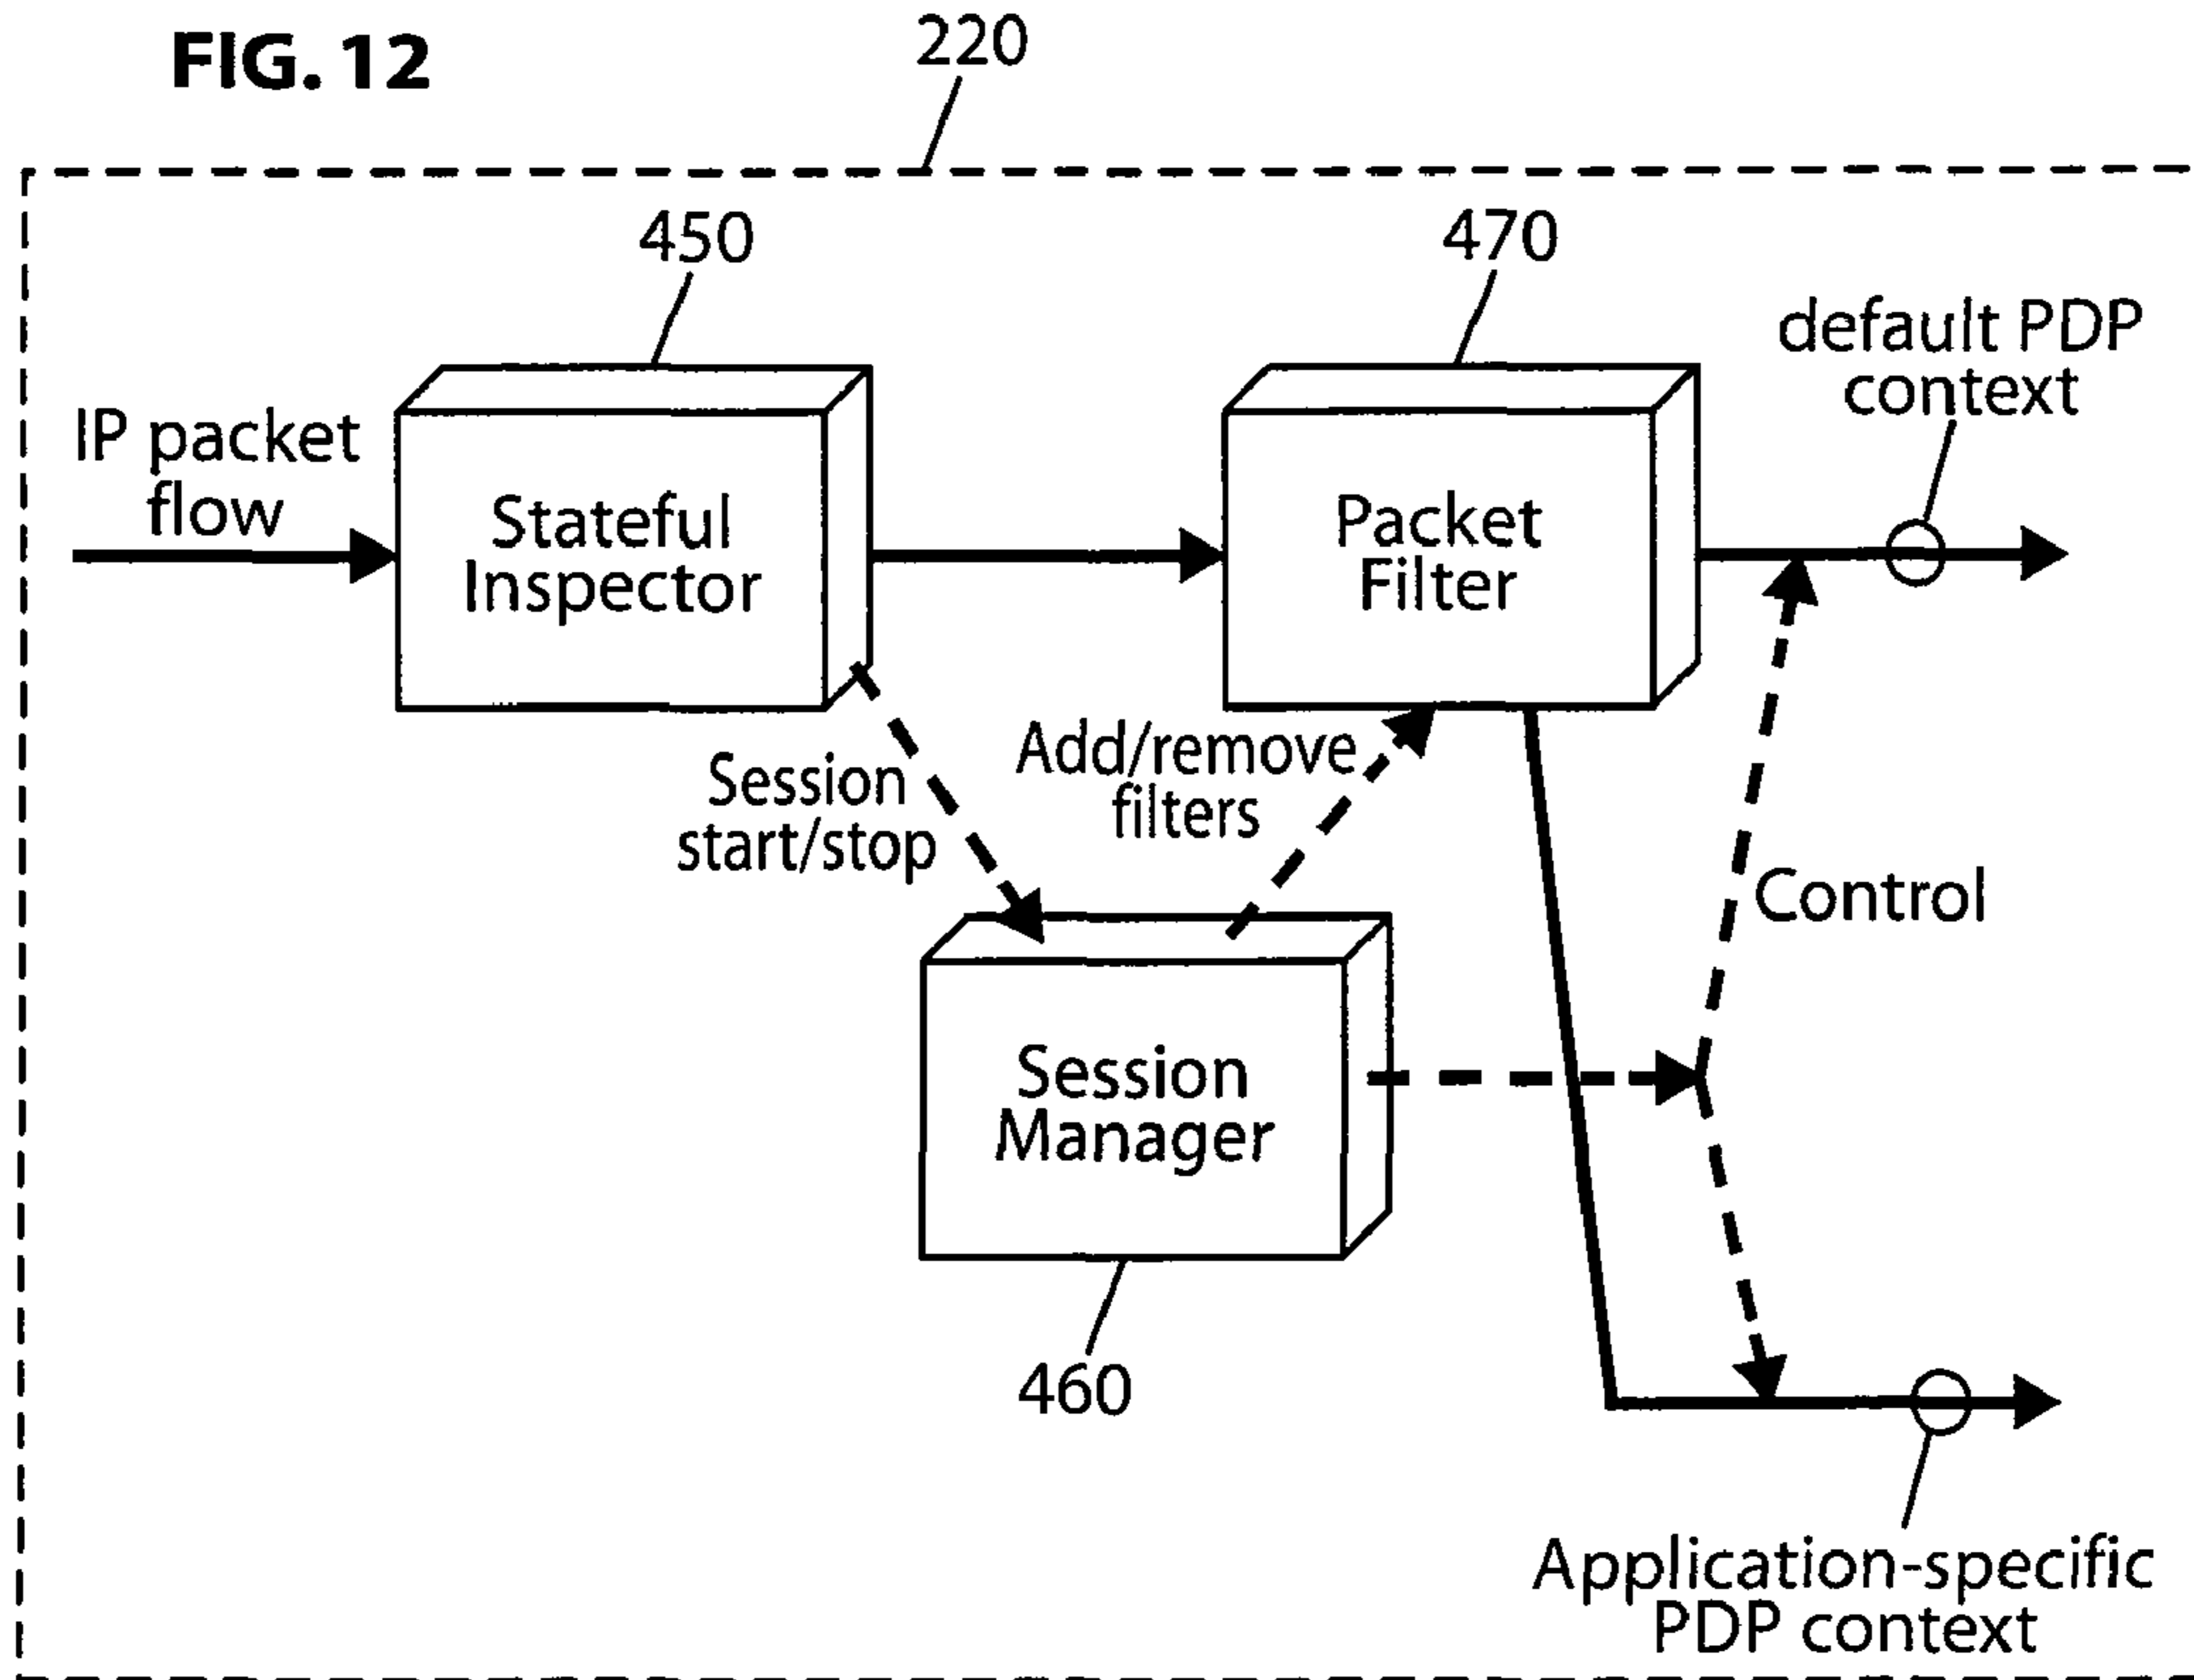 FIG. 12
220
450
470
default PDP
context
IP packet
flow
Stateful
Inspector
Packet
Filter
Session
start/stop
Add/remove
filters
Control
Session
Manager
460
Application-specific
PDP context